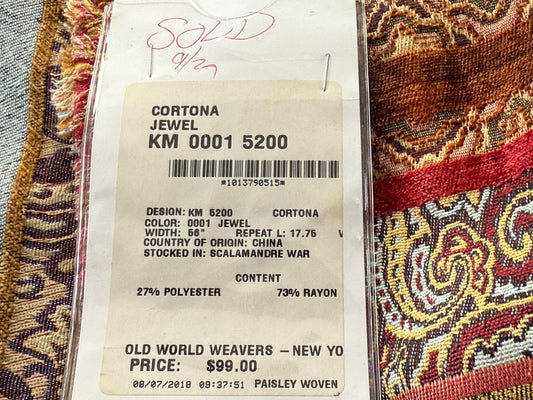 SOLD
9/29
CORTONA
JEWEL
KM 0001 5200
*1013790515*
DESIGN: KM 5200 CORTONA
COLOR: 0001 JEWEL
WIDTH: 56" REPEAT L: 17.75 V
COUNTRY OF ORIGIN: CHINA
STOCKED IN: SCALAMANDRE WAR
CONTENT
27% POLYESTER 73% RAYON
OLD WORLD WEAVERS – NEW YO
PRICE: $99.00
08/07/2018 09:37:51 PAISLEY WOVEN